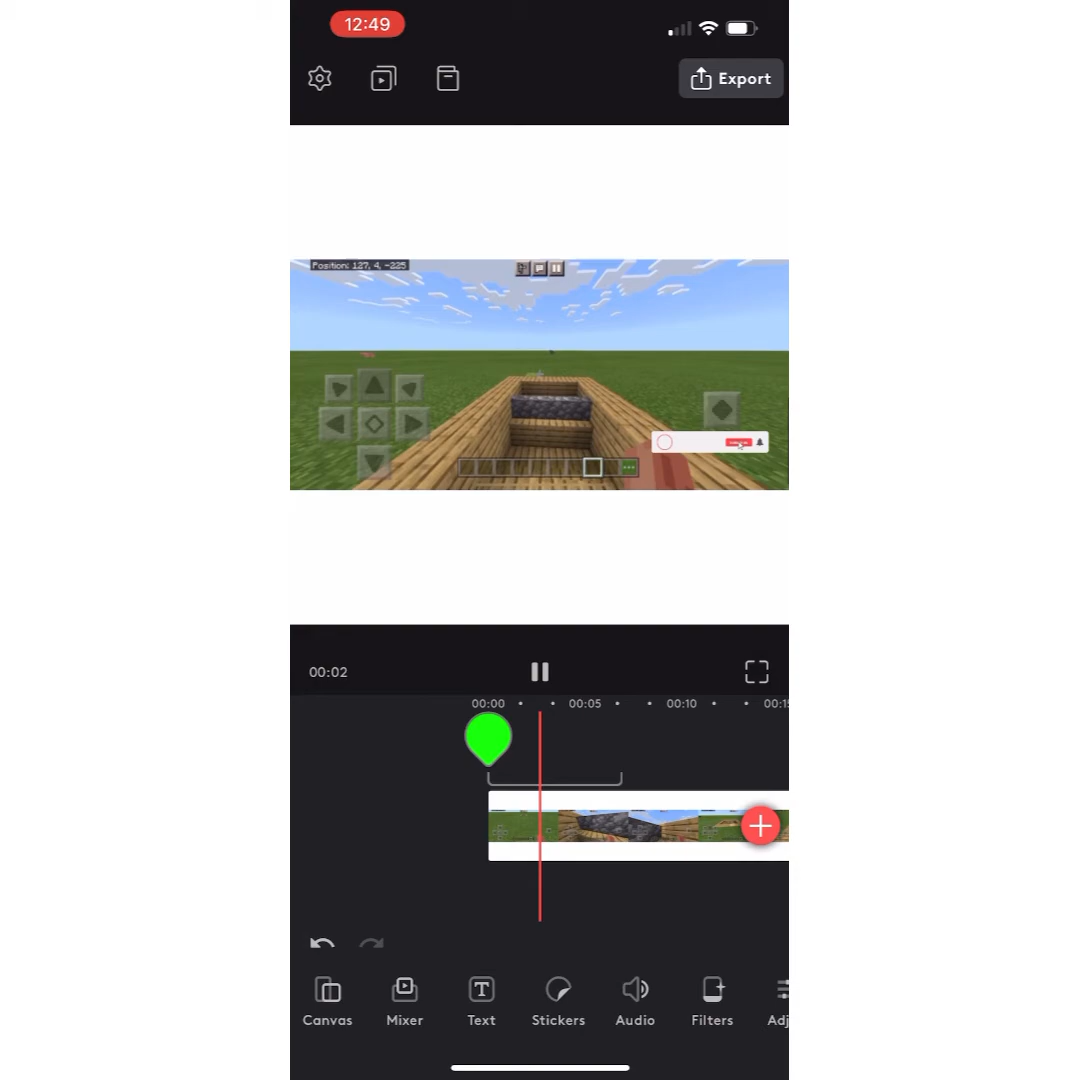 12:49
Export
Position: 127, 4, -225
00:02
00:00
00:05
00:10
Canvas
Mixer
Text
Stickers
Audio
Filters
Adj